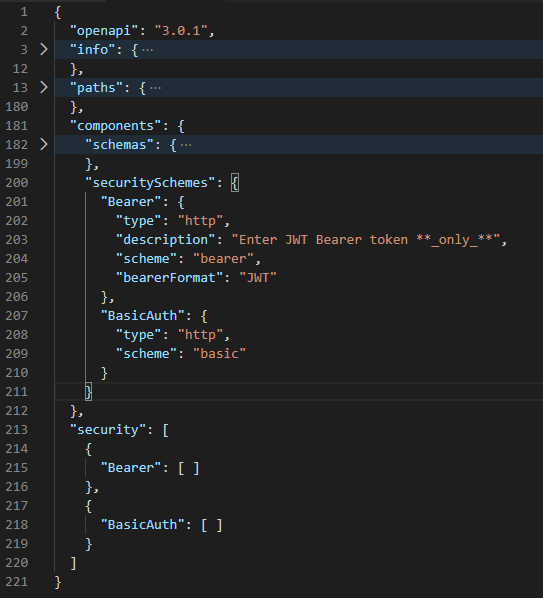 1 {
2 "openapi": "3.0.1",
3 > "info": { ...
12 },
13 > "paths": { ...
180 },
181 "components": {
182 > "schemas": { ...
199 },
200 "securitySchemes": {
201 "Bearer": {
202 "type": "http",
203 "description": "Enter JWT Bearer token **_only_**",
204 "scheme": "bearer",
205 "bearerFormat": "JWT"
206 },
207 "BasicAuth": {
208 "type": "http",
209 "scheme": "basic"
210 }
211 }
212 },
213 "security": [
214 {
215 "Bearer": [ ]
216 },
217 {
218 "BasicAuth": [ ]
219 }
220 ]
221 }